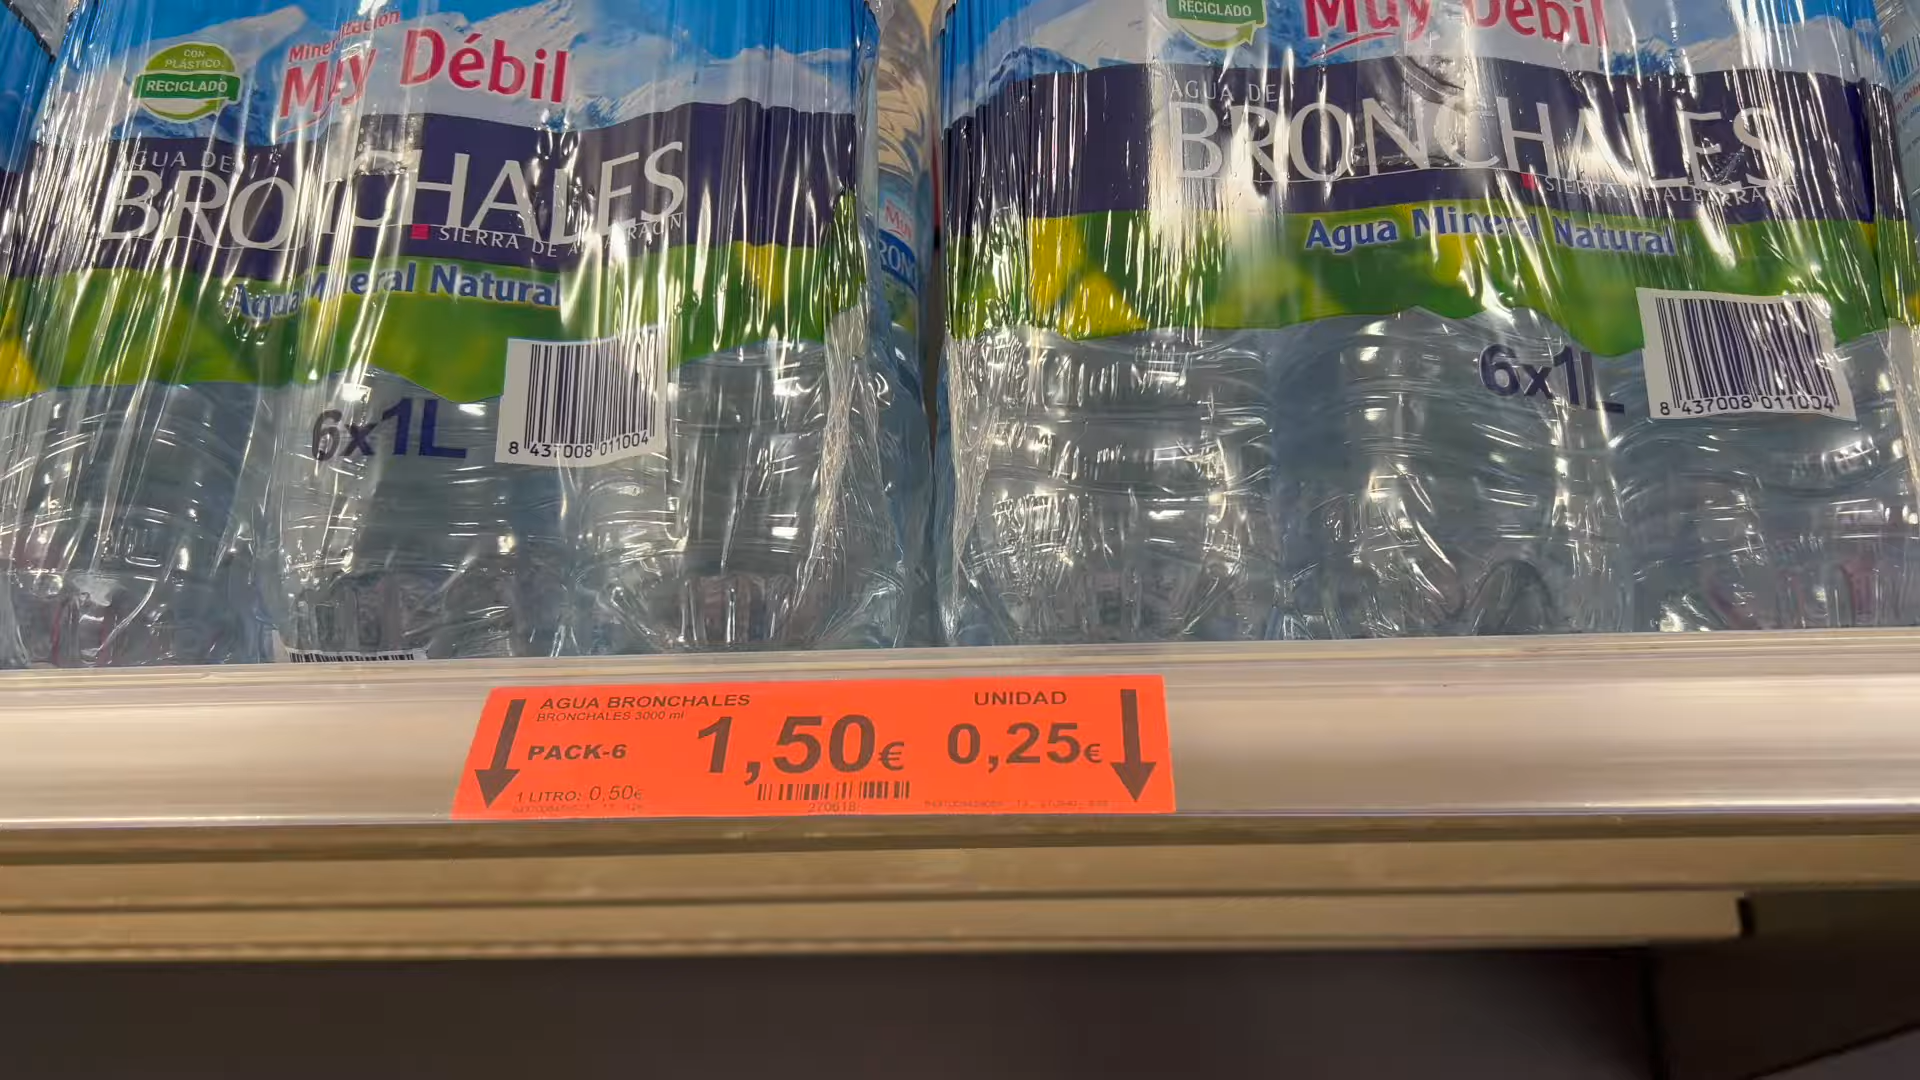 CON
PLÁSTICO
RECICLADO
Mineralización
Muy Débil
AGUA DE
BRONCHALES
SIERRA DE ALBARRACÍN
Agua Mineral Natural
6x1L
8 437008 011004
RECICLADO
Muy Débil
AGUA DE
BRONCHALES
SIERRA DE ALBARRACÍN
Agua Mineral Natural
6x1L
8 437008 011004
AGUA BRONCHALES
BRONCHALES 3000 ml
PACK-6
1,50€
UNIDAD
0,25€
1 LITRO: 0,50€
270618